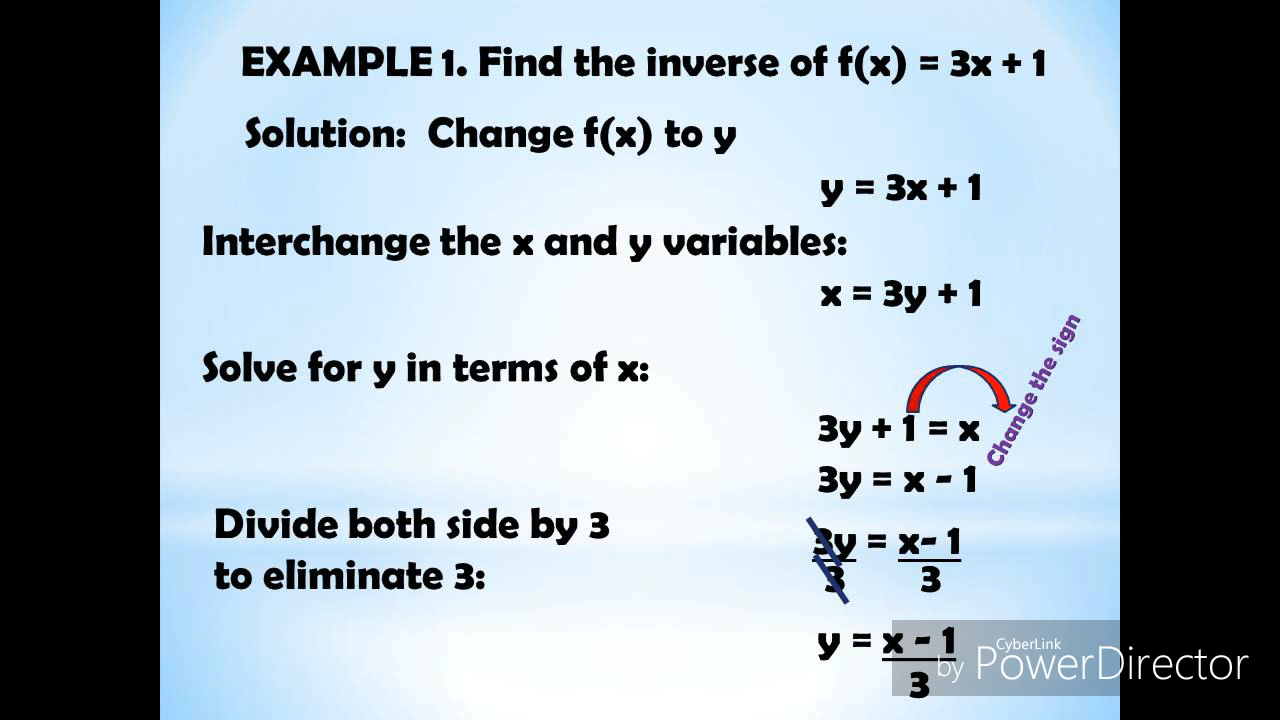 EXAMPLE 1. Find the inverse of f(x) = 3x + 1
Solution: Change f(x) to y
y = 3x + 1
Interchange the x and y variables:
x = 3y + 1
Solve for y in terms of x:
Change the sign
3y + 1 = x
3y = x - 1
Divide both side by 3
to eliminate 3:
3y = x- 1
3 3
y = x - 1
3
CyberLink
by PowerDirector